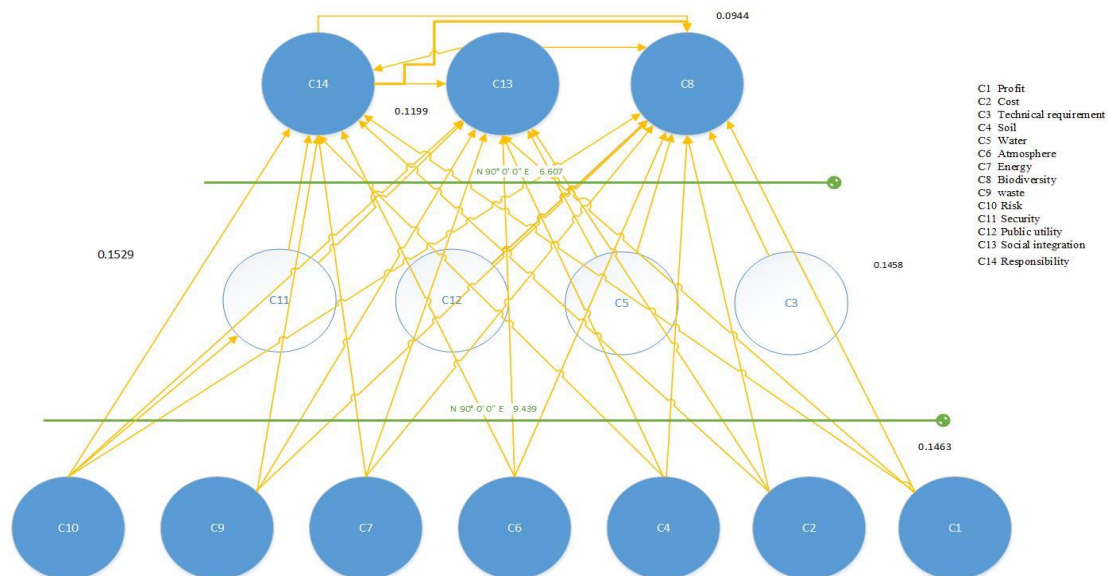 0.0944
C14
C13
C8
0.1199
C1 Profit
C2 Cost
C3 Technical requirement
C4 Soil
C5 Water
C6 Atmosphere
C7 Energy
C8 Biodiversity
C9 waste
C10 Risk
C11 Security
C12 Public utility
C13 Social integration
C14 Responsibility
N 90° 0' 0" E 6.607
0.1529
0.1458
C11
C12
C5
C3
N 90° 0' 0" E 9.439
0.1463
C10
C9
C7
C6
C4
C2
C1